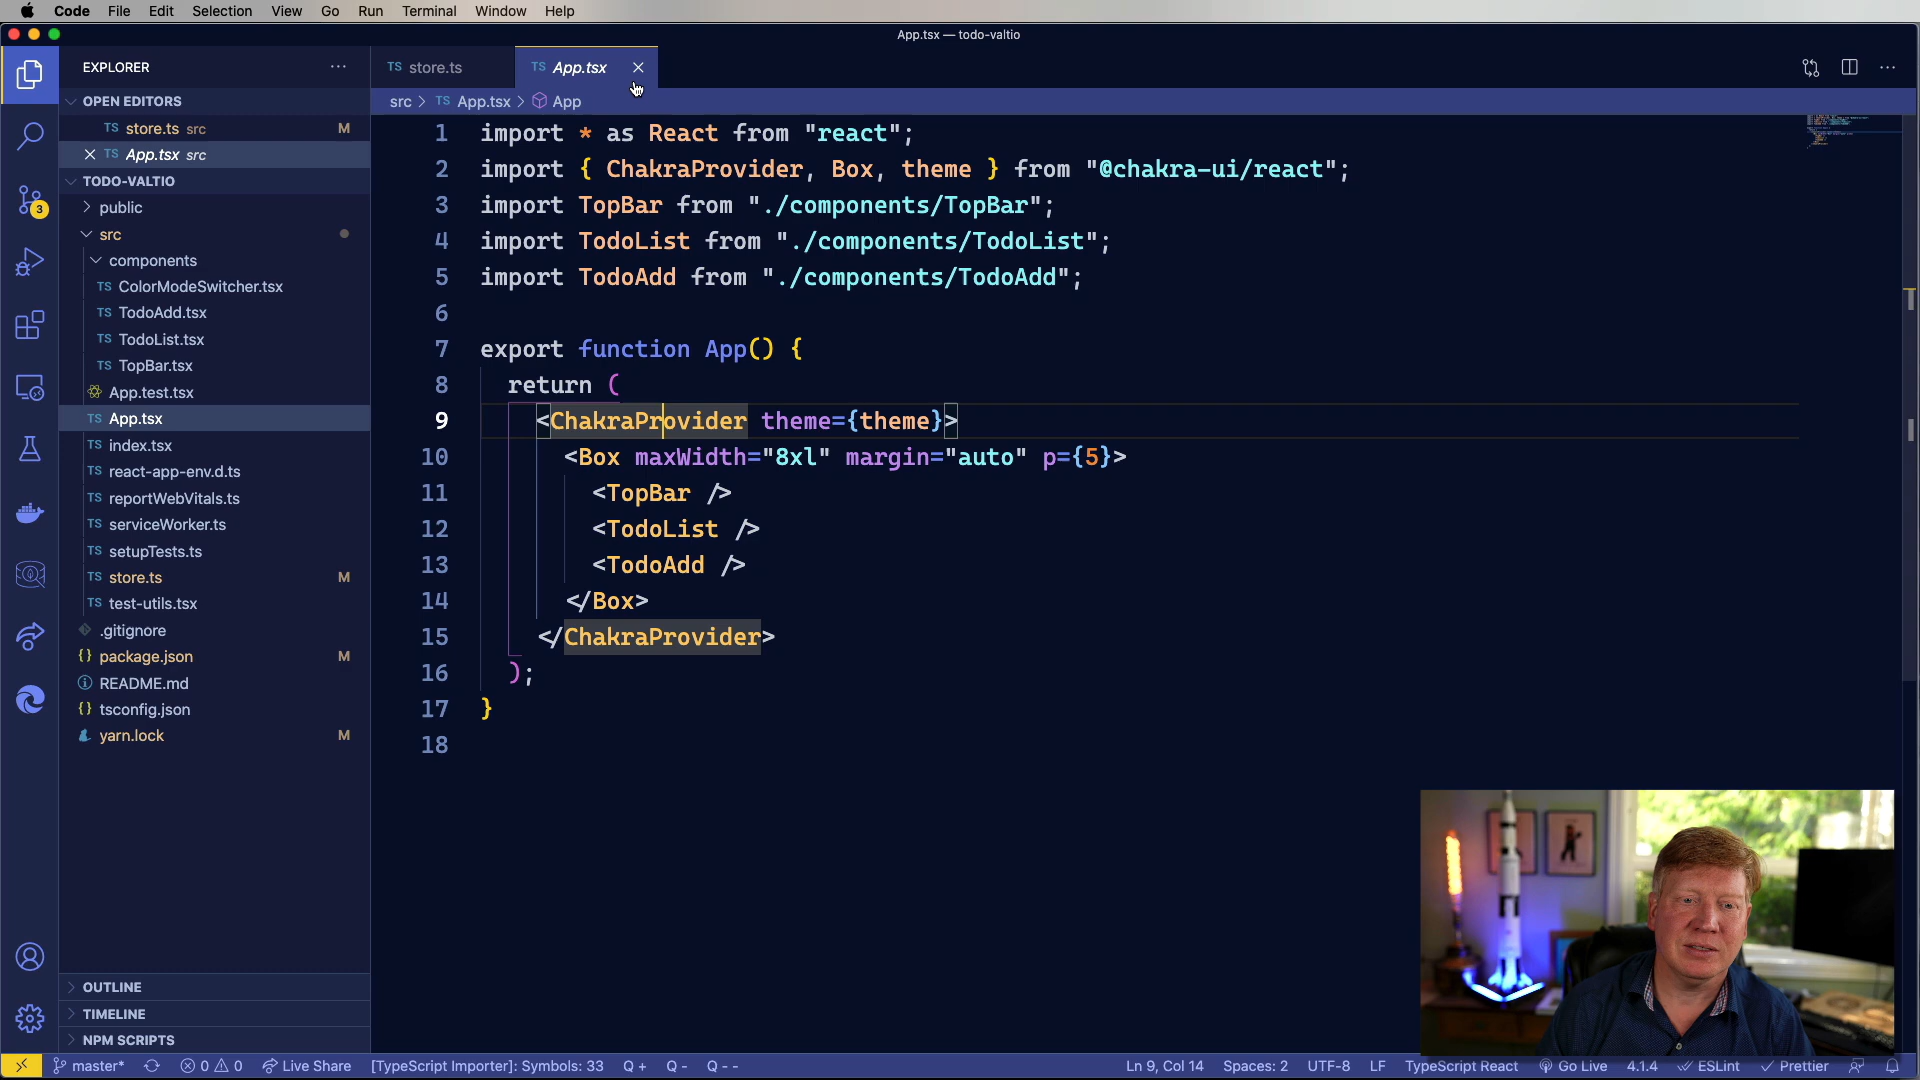 Code File Edit Selection View Go Run Terminal Window Help
App.tsx — todo-valtio
EXPLORER
OPEN EDITORS
TS store.ts src M
TS App.tsx src
TODO-VALTIO
public
src
components
TS ColorModeSwitcher.tsx
TS TodoAdd.tsx
TS TodoList.tsx
TS TopBar.tsx
App.test.tsx
TS App.tsx
TS index.tsx
TS react-app-env.d.ts
TS reportWebVitals.ts
TS serviceWorker.ts
TS setupTests.ts
TS store.ts M
TS test-utils.tsx
.gitignore
{} package.json M
README.md
{} tsconfig.json
yarn.lock M
OUTLINE
TIMELINE
NPM SCRIPTS
3
TS store.ts TS App.tsx
src > TS App.tsx > App
1 import * as React from "react";
2 import { ChakraProvider, Box, theme } from "@chakra-ui/react";
3 import TopBar from "./components/TopBar";
4 import TodoList from "./components/TodoList";
5 import TodoAdd from "./components/TodoAdd";
6
7 export function App() {
8 return (
9 <ChakraProvider theme={theme}>
10 <Box maxWidth="8xl" margin="auto" p={5}>
11 <TopBar />
12 <TodoList />
13 <TodoAdd />
14 </Box>
15 </ChakraProvider>
16 );
17 }
18
master* 0 0 Live Share [TypeScript Importer]: Symbols: 33 Q + Q - Q - - Ln 9, Col 14 Spaces: 2 UTF-8 LF TypeScript React Go Live 4.1.4 ESLint Prettier